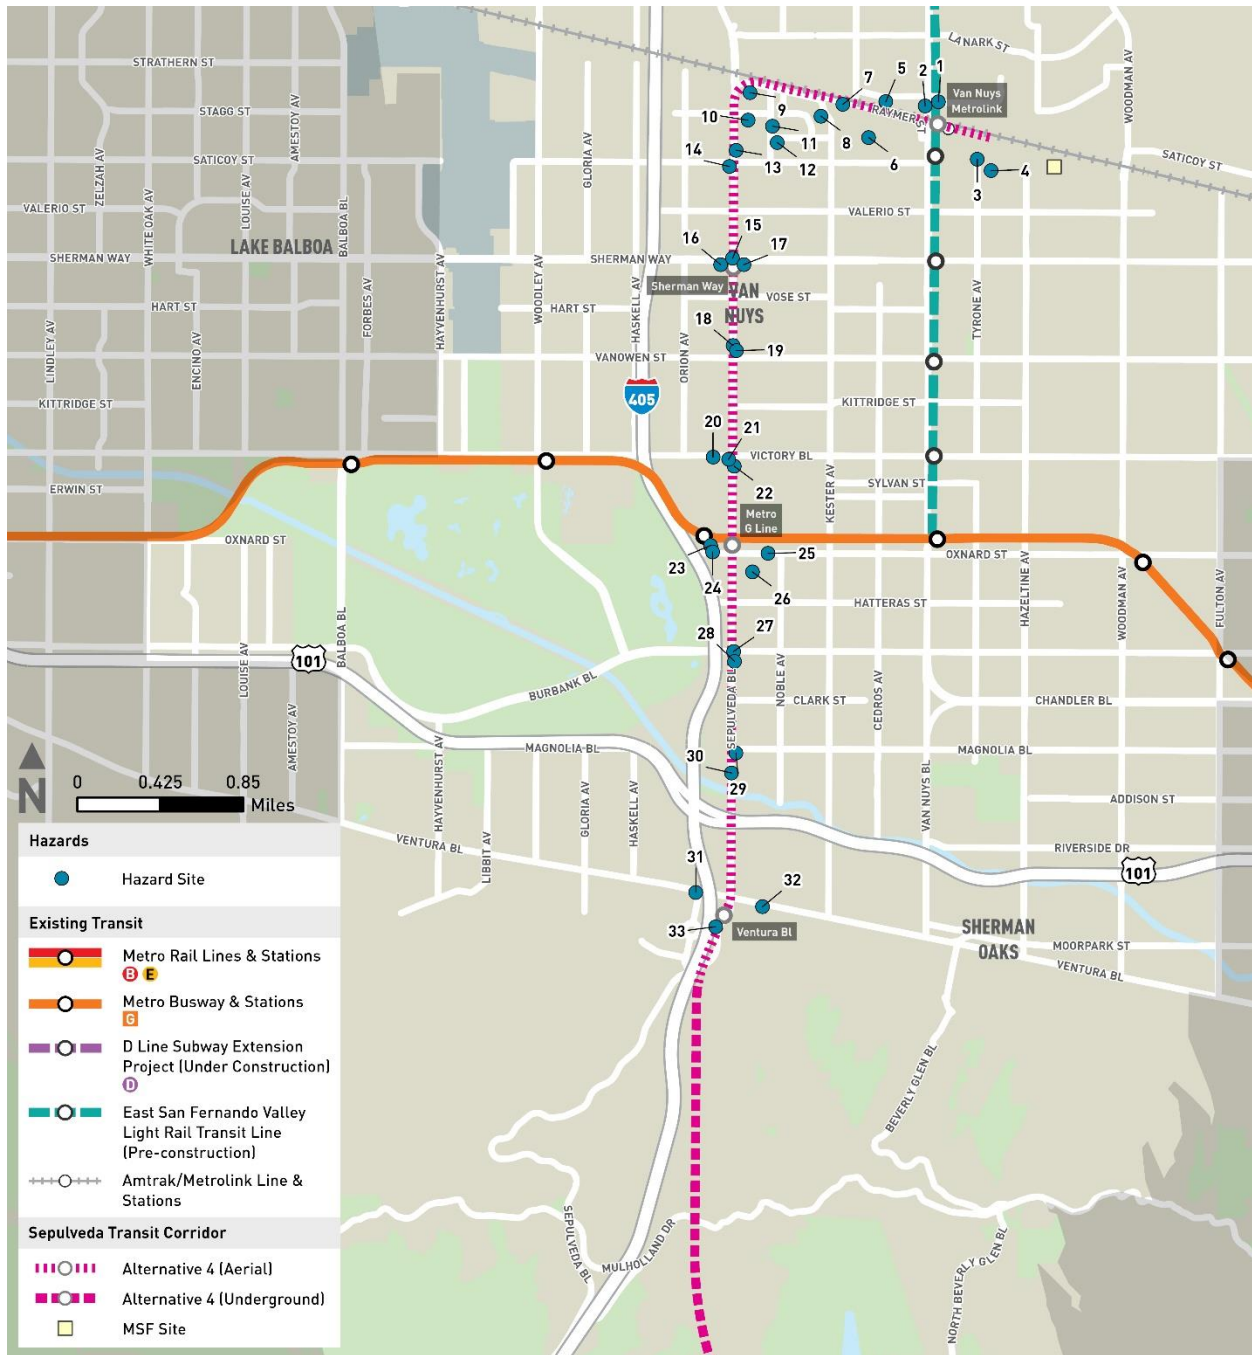 LANARK ST
STRATHERN ST
WOODMAN AV
7
5
2
1
Van Nuys
Metrolink
STAGG ST
AMESTOY AV
9
RAYMER ST
10
GLORIA AV
11
8
6
SATICOY ST
SATICOY ST
ZELZAH AV
14
13
12
3
4
LOUISE AV
WHITE OAK AV
BALBOA BL
VALERIO ST
VALERIO ST
15
LAKE BALBOA
16
17
SHERMAN WAY
SHERMAN WAY
Sherman Way
VAN
NUYS
VOSE ST
HART ST
HART ST
FORBES AV
HAYVENHURST AV
WOODLEY AV
HASKELL AV
TYRONE AV
18
19
ORION AV
VANOWEN ST
LINDLEY AV
ENCINO AV
405
KITTRIDGE ST
KITTRIDGE ST
20
21
VICTORY BL
ERWIN ST
22
SYLVAN ST
KESTER AV
Metro
G Line
OXNARD ST
23
24
25
OXNARD ST
26
HATTERAS ST
HAZELTINE AV
WOODMAN AV
FULTON AV
28
27
BALBOA BL
101
LOUISE AV
BURBANK BL
SEPULVEDA BL
NOBLE AV
CEDROS AV
CLARK ST
CHANDLER BL
AMESTOY AV
HAYVENHURST AV
MAGNOLIA BL
30
MAGNOLIA BL
N
0
0.425
0.85
Miles
29
GLORIA AV
HASKELL AV
VAN NUYS BL
ADDISON ST
VENTURA BL
LIBBIT AV
31
RIVERSIDE DR
101
32
33
Ventura Bl
SHERMAN
OAKS
MOORPARK ST
VENTURA BL
BEVERLY GLEN BL
SEPULVEDA BL
MULHOLLAND DR
NORTH BEVERLY GLEN BL
Hazards
Hazard Site
Existing Transit
Metro Rail Lines & Stations
B E
Metro Busway & Stations
G
D Line Subway Extension
Project (Under Construction)
D
East San Fernando Valley
Light Rail Transit Line
(Pre-construction)
Amtrak/Metrolink Line &
Stations
Sepulveda Transit Corridor
Alternative 4 (Aerial)
Alternative 4 (Underground)
MSF Site